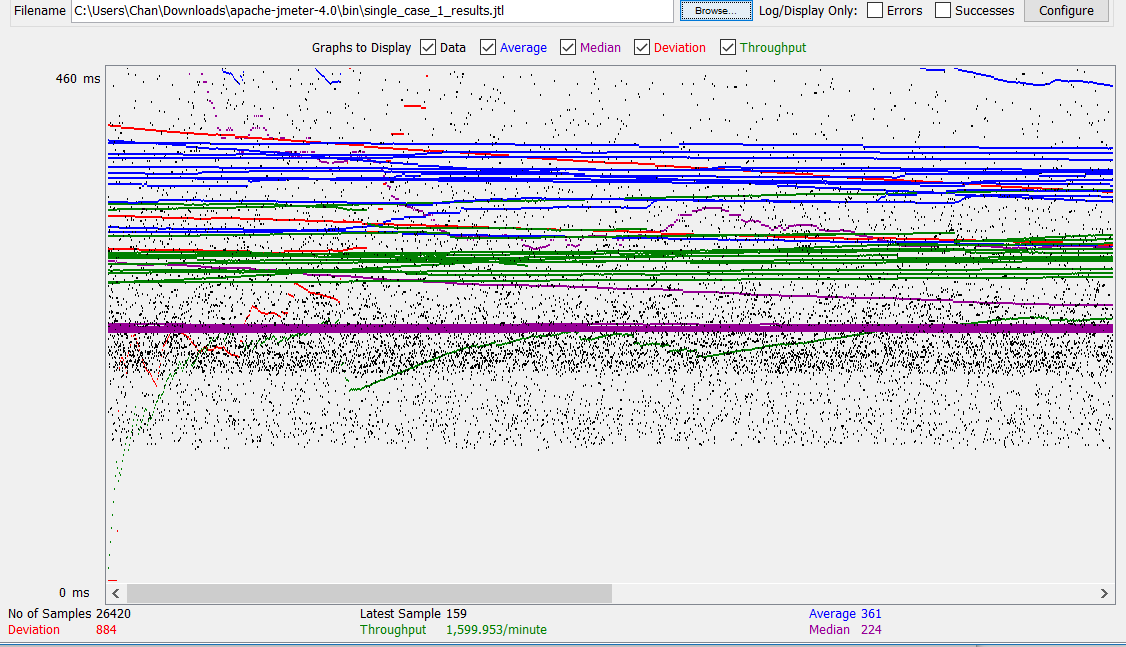 Filename C:\Users\Chan\Downloads\apache-jmeter-4.0\bin\single_case_1_results.jtl Browse... Log/Display Only: Errors Successes Configure
Graphs to Display Data Average Median Deviation Throughput
460 ms
0 ms
No of Samples 26420 Latest Sample 159 Average 361
Deviation 884 Throughput 1,599.953/minute Median 224